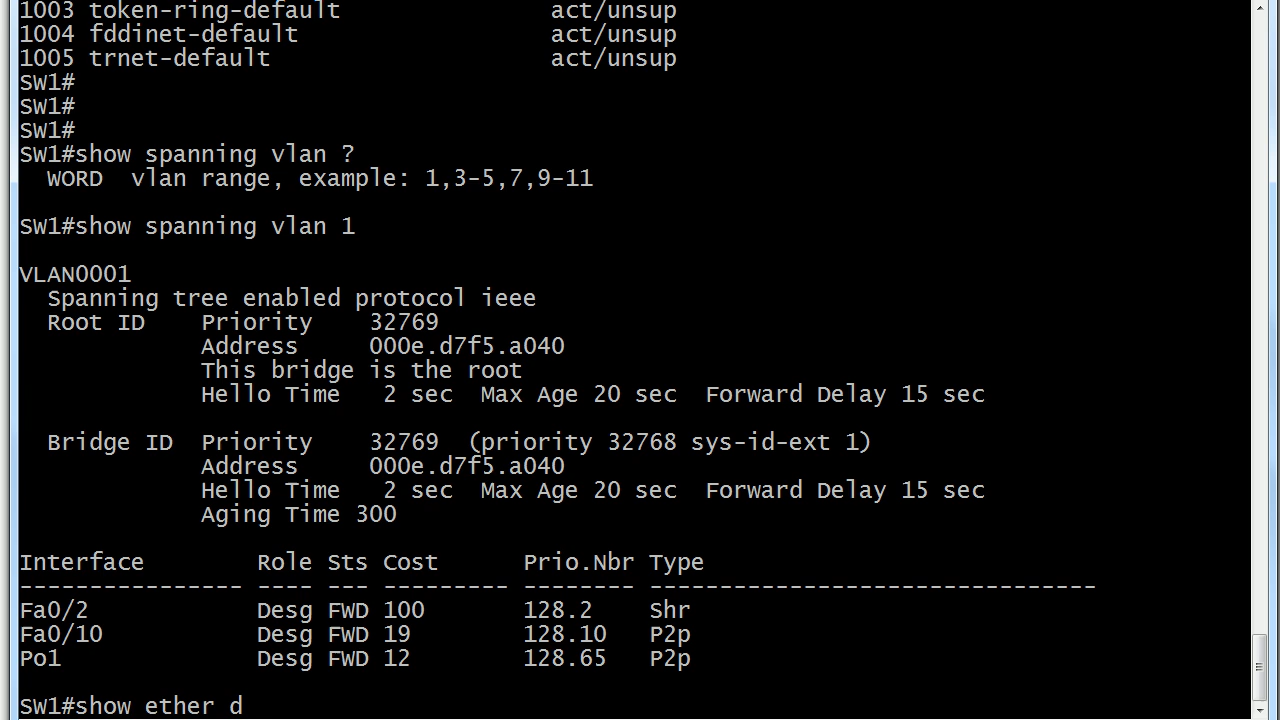 1003 token-ring-default               act/unsup
1004 fddinet-default                  act/unsup
1005 trnet-default                    act/unsup
SW1#
SW1#
SW1#
SW1#show spanning vlan ?
  WORD  vlan range, example: 1,3-5,7,9-11
SW1#show spanning vlan 1
VLAN0001
  Spanning tree enabled protocol ieee
  Root ID    Priority    32769
             Address     000e.d7f5.a040
             This bridge is the root
             Hello Time   2 sec  Max Age 20 sec  Forward Delay 15 sec
  Bridge ID  Priority    32769  (priority 32768 sys-id-ext 1)
             Address     000e.d7f5.a040
             Hello Time   2 sec  Max Age 20 sec  Forward Delay 15 sec
             Aging Time 300
Interface        Role Sts Cost      Prio.Nbr Type
---------------- ---- --- --------- -------- --------------------------------
Fa0/2            Desg FWD 100       128.2    Shr
Fa0/10           Desg FWD 19        128.10   P2p
Po1              Desg FWD 12        128.65   P2p
SW1#show ether d